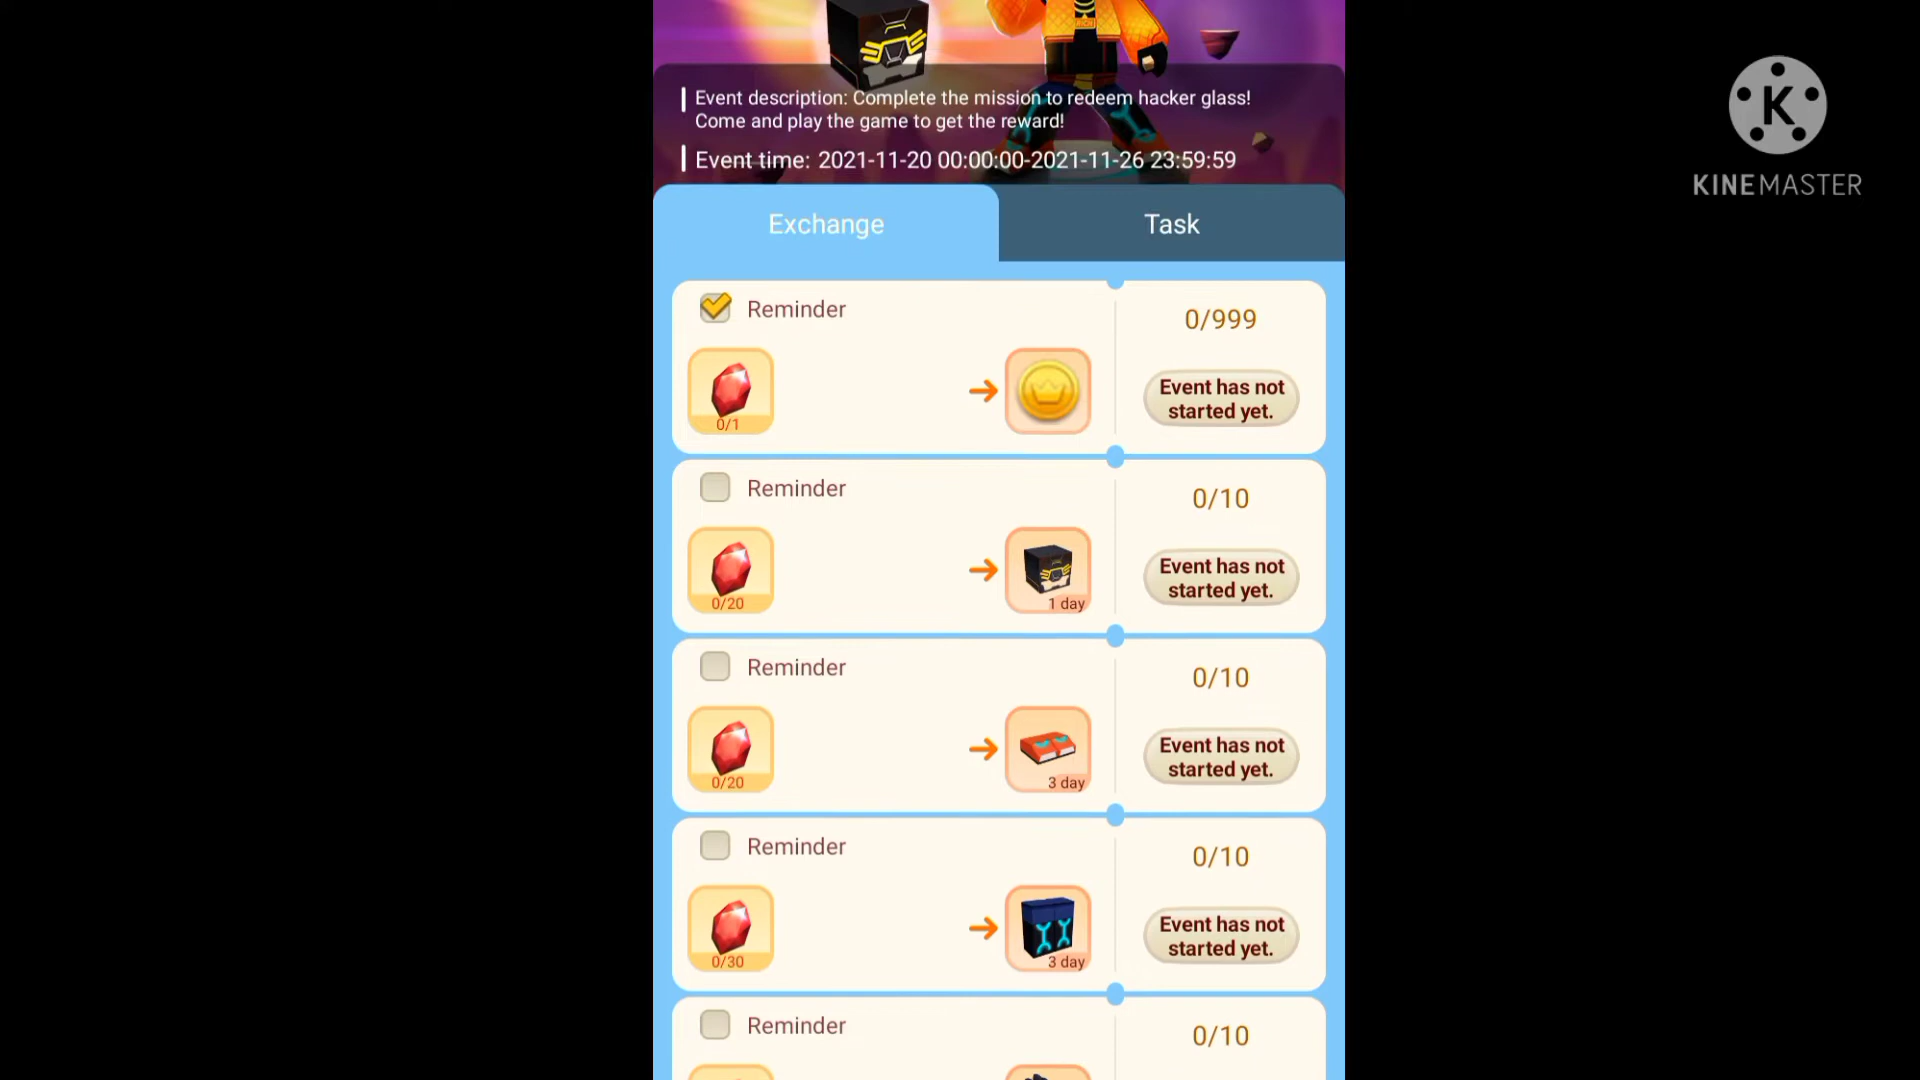 RICH
Event description: Complete the mission to redeem hacker glass!
Come and play the game to get the reward!
Event time: 2021-11-20 00:00:00-2021-11-26 23:59:59
KINEMASTER
Exchange
Task
Reminder
0/999
0/1
Event has not
started yet.
Reminder
0/10
0/20
1 day
Event has not
started yet.
Reminder
0/10
0/20
3 day
Event has not
started yet.
Reminder
0/10
0/30
3 day
Event has not
started yet.
Reminder
0/10